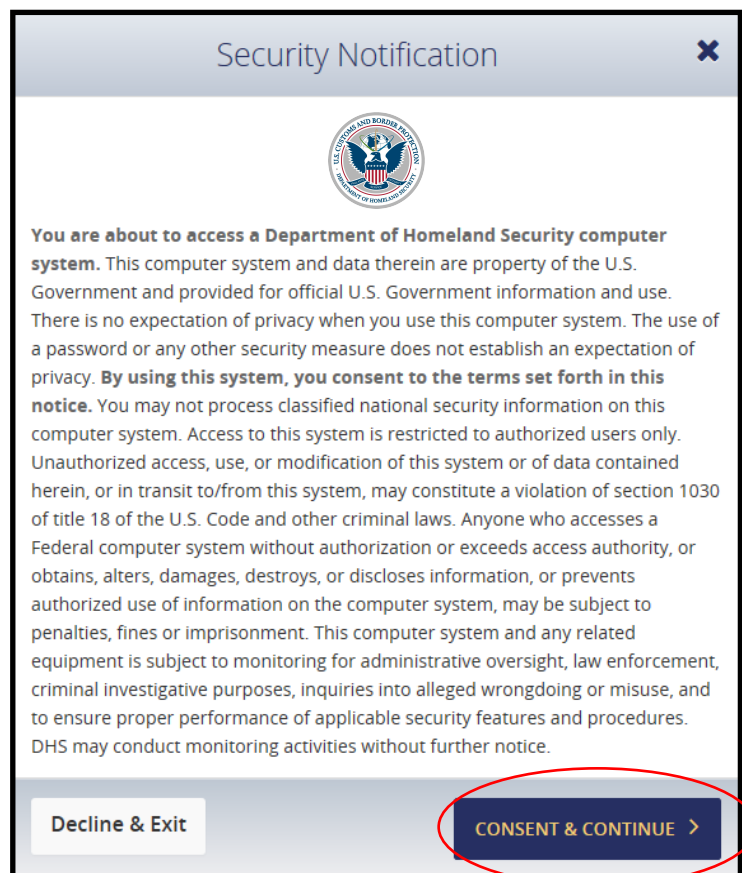 Security Notification
U.S. CUSTOMS AND BORDER PROTECTION
DEPARTMENT OF HOMELAND SECURITY
You are about to access a Department of Homeland Security computer
system. This computer system and data therein are property of the U.S.
Government and provided for official U.S. Government information and use.
There is no expectation of privacy when you use this computer system. The use of
a password or any other security measure does not establish an expectation of
privacy. By using this system, you consent to the terms set forth in this
notice. You may not process classified national security information on this
computer system. Access to this system is restricted to authorized users only.
Unauthorized access, use, or modification of this system or of data contained
herein, or in transit to/from this system, may constitute a violation of section 1030
of title 18 of the U.S. Code and other criminal laws. Anyone who accesses a
Federal computer system without authorization or exceeds access authority, or
obtains, alters, damages, destroys, or discloses information, or prevents
authorized use of information on the computer system, may be subject to
penalties, fines or imprisonment. This computer system and any related
equipment is subject to monitoring for administrative oversight, law enforcement,
criminal investigative purposes, inquiries into alleged wrongdoing or misuse, and
to ensure proper performance of applicable security features and procedures.
DHS may conduct monitoring activities without further notice.
Decline & Exit
CONSENT & CONTINUE